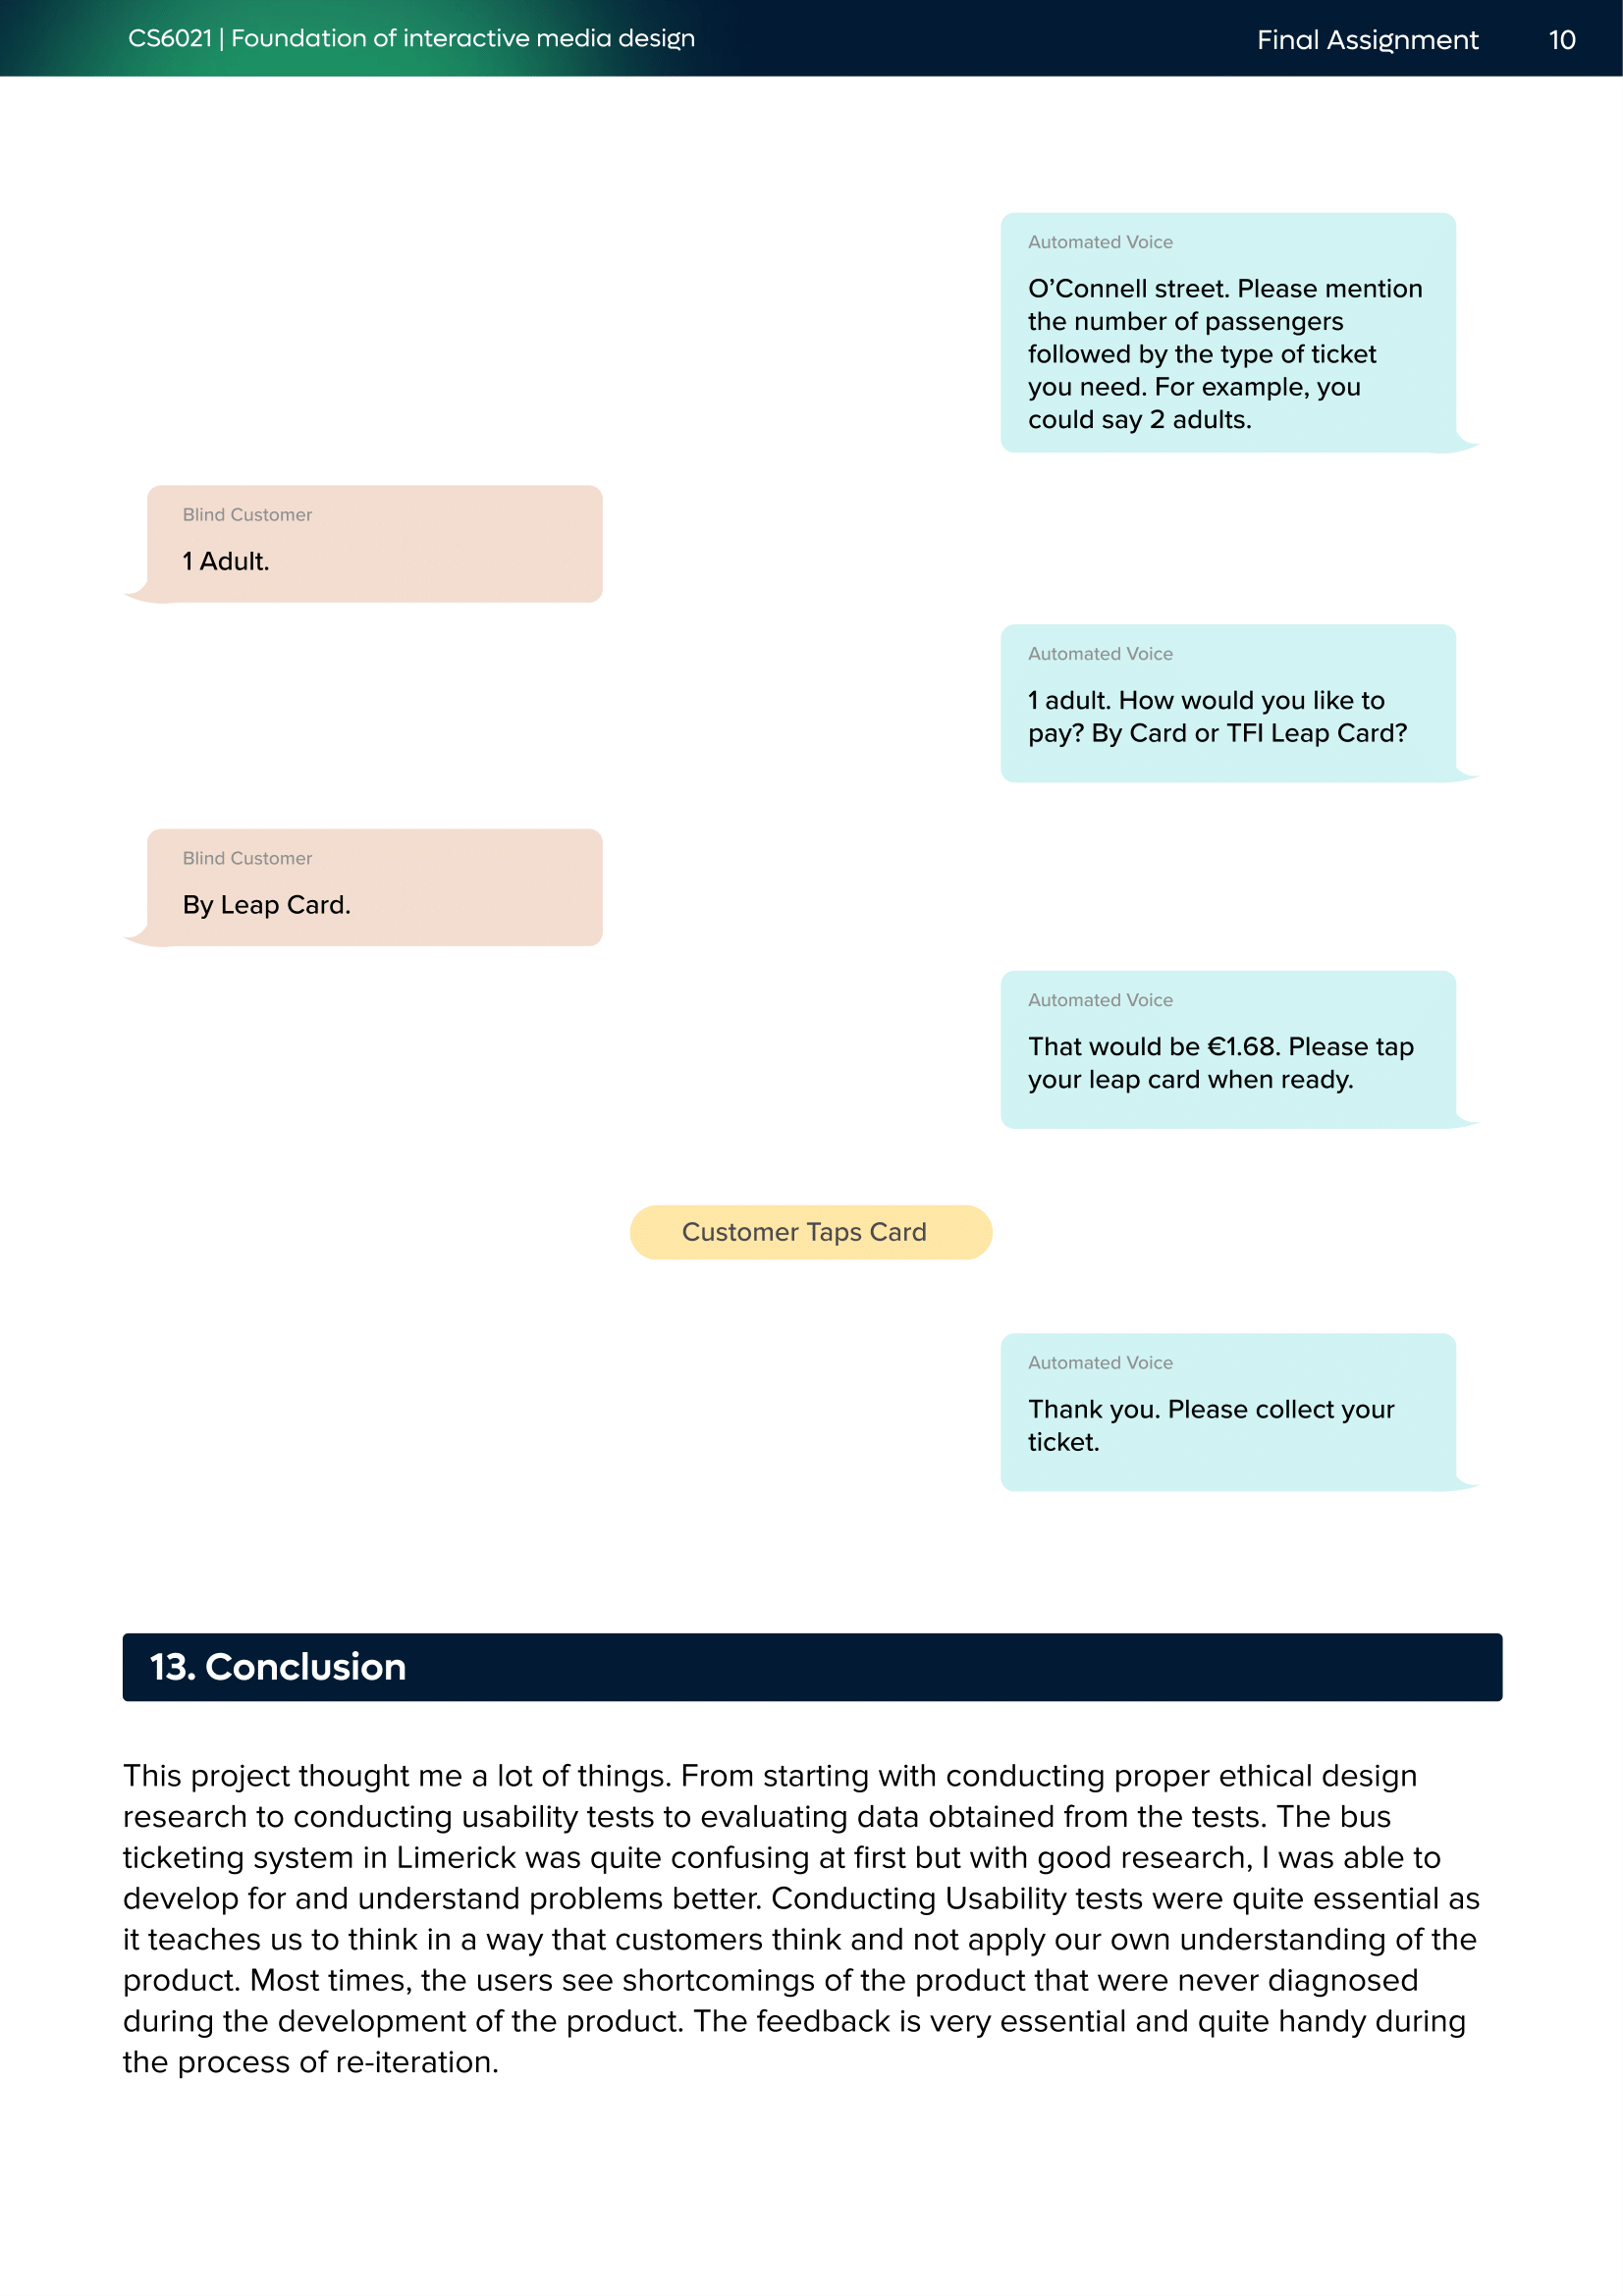 CS6021 | Foundation of interactive media design
Final Assignment
10
Automated Voice
O’Connell street. Please mention
the number of passengers
followed by the type of ticket
you need. For example, you
could say 2 adults.
Blind Customer
1 Adult.
Automated Voice
1 adult. How would you like to
pay? By Card or TFI Leap Card?
Blind Customer
By Leap Card.
Automated Voice
That would be €1.68. Please tap
your leap card when ready.
Customer Taps Card
Automated Voice
Thank you. Please collect your
ticket.
13. Conclusion
This project thought me a lot of things. From starting with conducting proper ethical design
research to conducting usability tests to evaluating data obtained from the tests. The bus
ticketing system in Limerick was quite confusing at first but with good research, I was able to
develop for and understand problems better. Conducting Usability tests were quite essential as
it teaches us to think in a way that customers think and not apply our own understanding of the
product. Most times, the users see shortcomings of the product that were never diagnosed
during the development of the product. The feedback is very essential and quite handy during
the process of re-iteration.